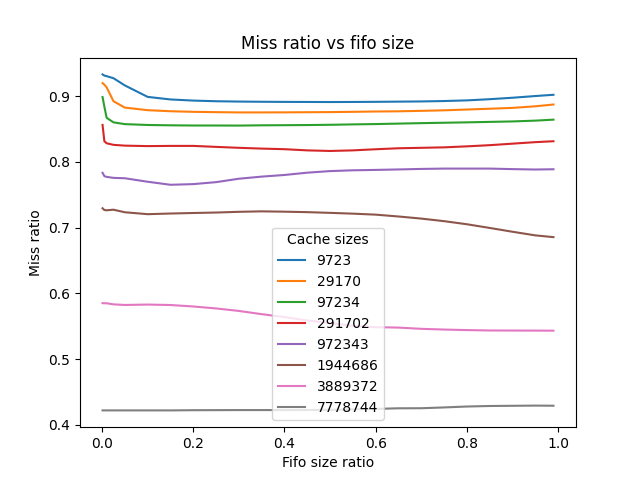 Miss ratio vs fifo size
Miss ratio
0.9
0.8
0.7
0.6
0.5
0.4
Cache sizes
9723
29170
97234
291702
972343
1944686
3889372
7778744
0.0 0.2 0.4 0.6 0.8 1.0
Fifo size ratio